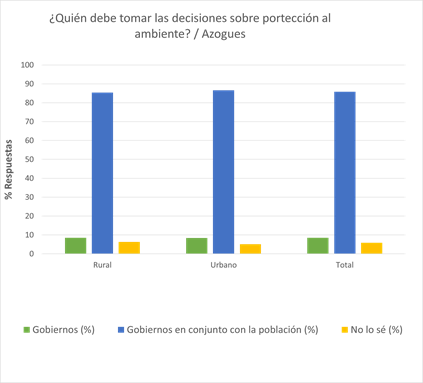 ¿Quién debe tomar las decisiones sobre portección al
ambiente? / Azogues
100
90
80
70
60
50
40
30
20
10
0
% Respuestas
Rural Urbano Total
Gobiernos (%) Gobiernos en conjunto con la población (%) No lo sé (%)